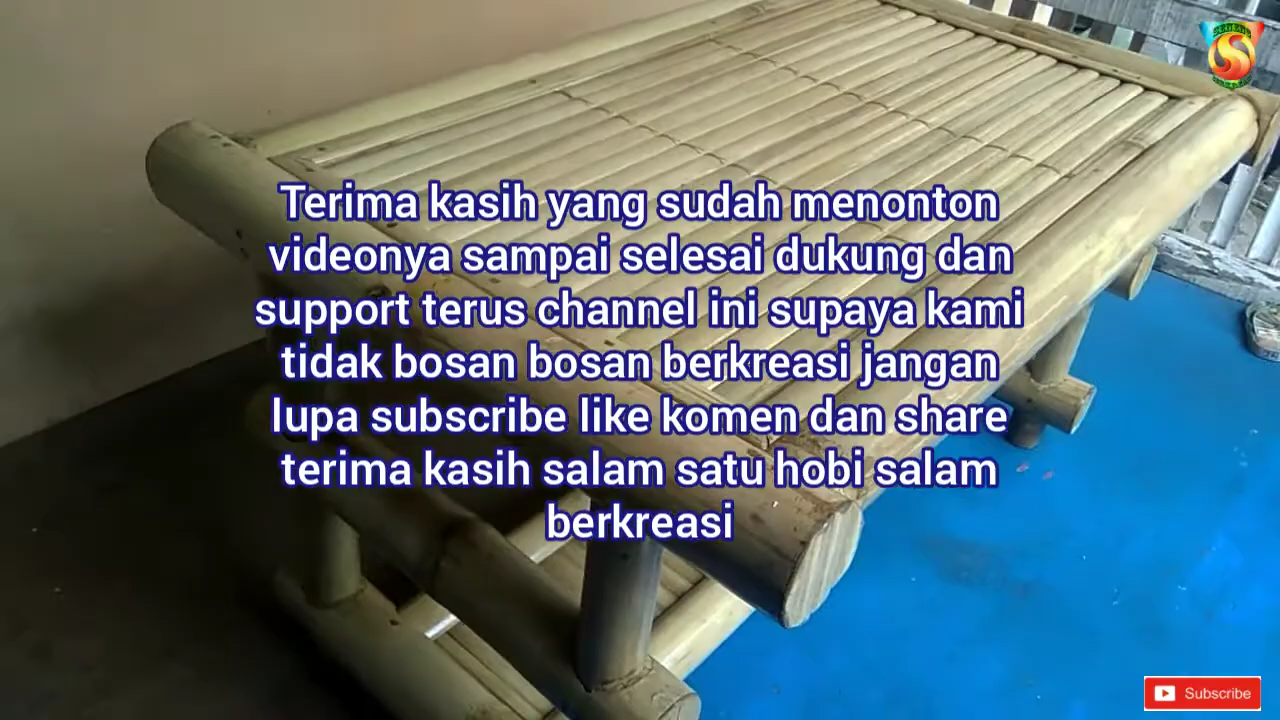 Terima kasih yang sudah menonton
videonya sampai selesai dukung dan
support terus channel ini supaya kami
tidak bosan bosan berkreasi jangan
lupa subscribe like komen dan share
terima kasih salam satu hobi salam
berkreasi
Subscribe